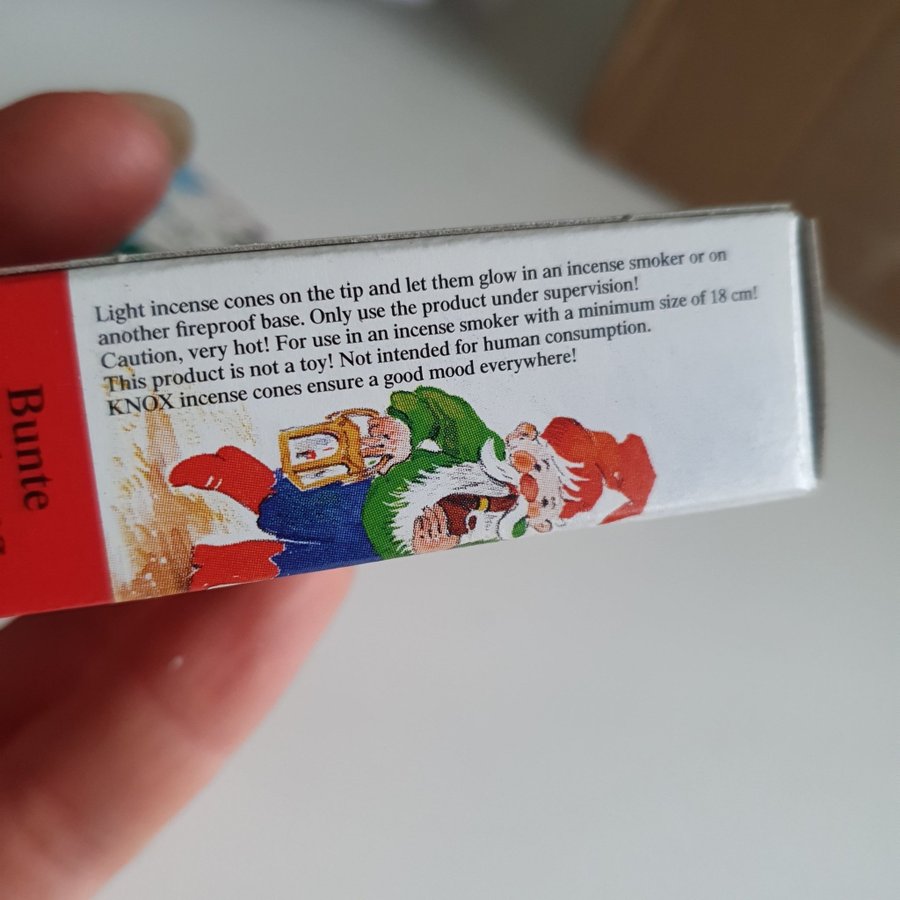 Light incense cones on the tip and let them glow in an incense smoker or on
another fireproof base. Only use the product under supervision!
Caution, very hot! For use in an incense smoker with a minimum size of 18 cm!
This product is not a toy! Not intended for human consumption.
KNOX incense cones ensure a good mood everywhere!
Bunte